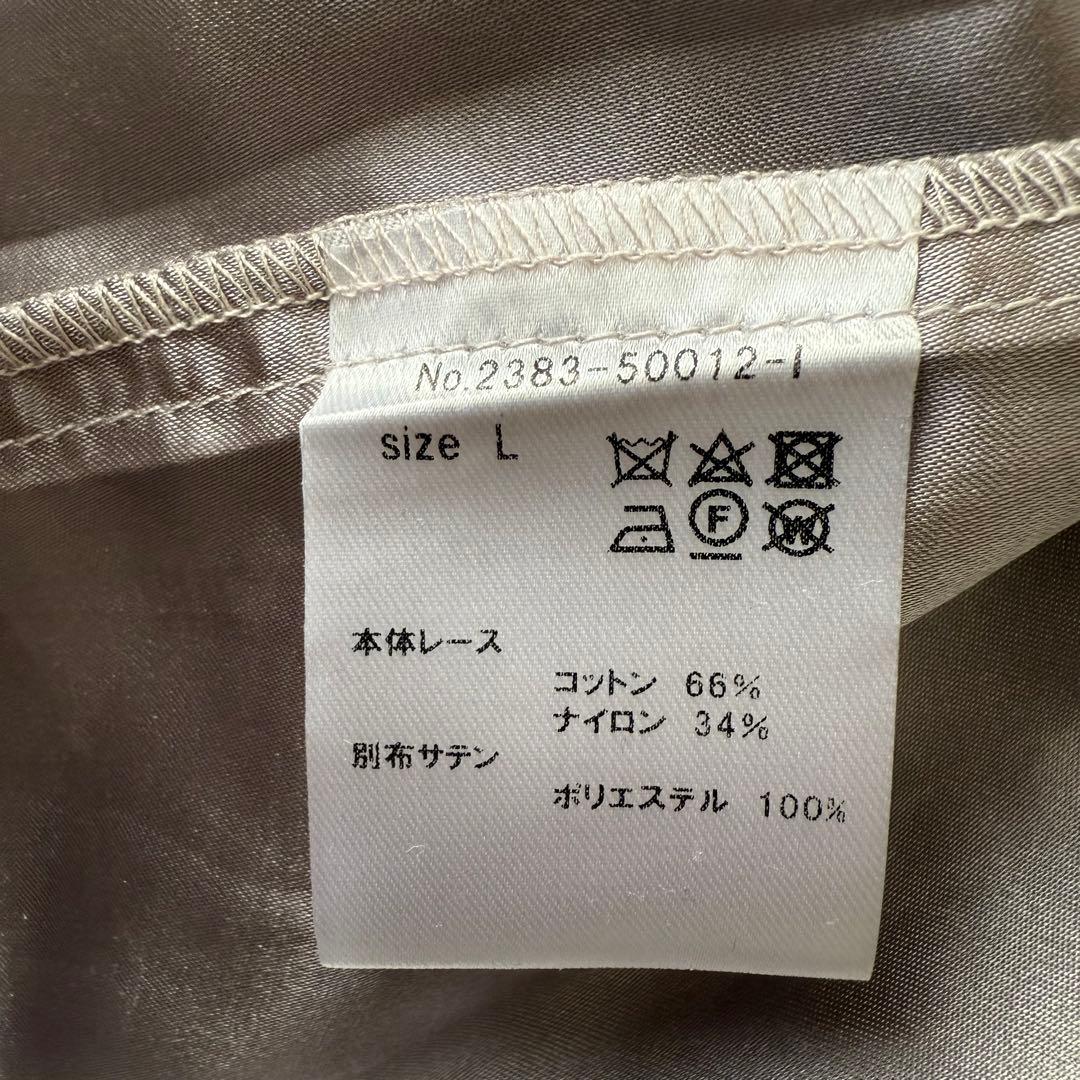 No.2383-50012-1
size L
F W
本体レース
コットン 66%
ナイロン 34%
別布サテン
ポリエステル 100%